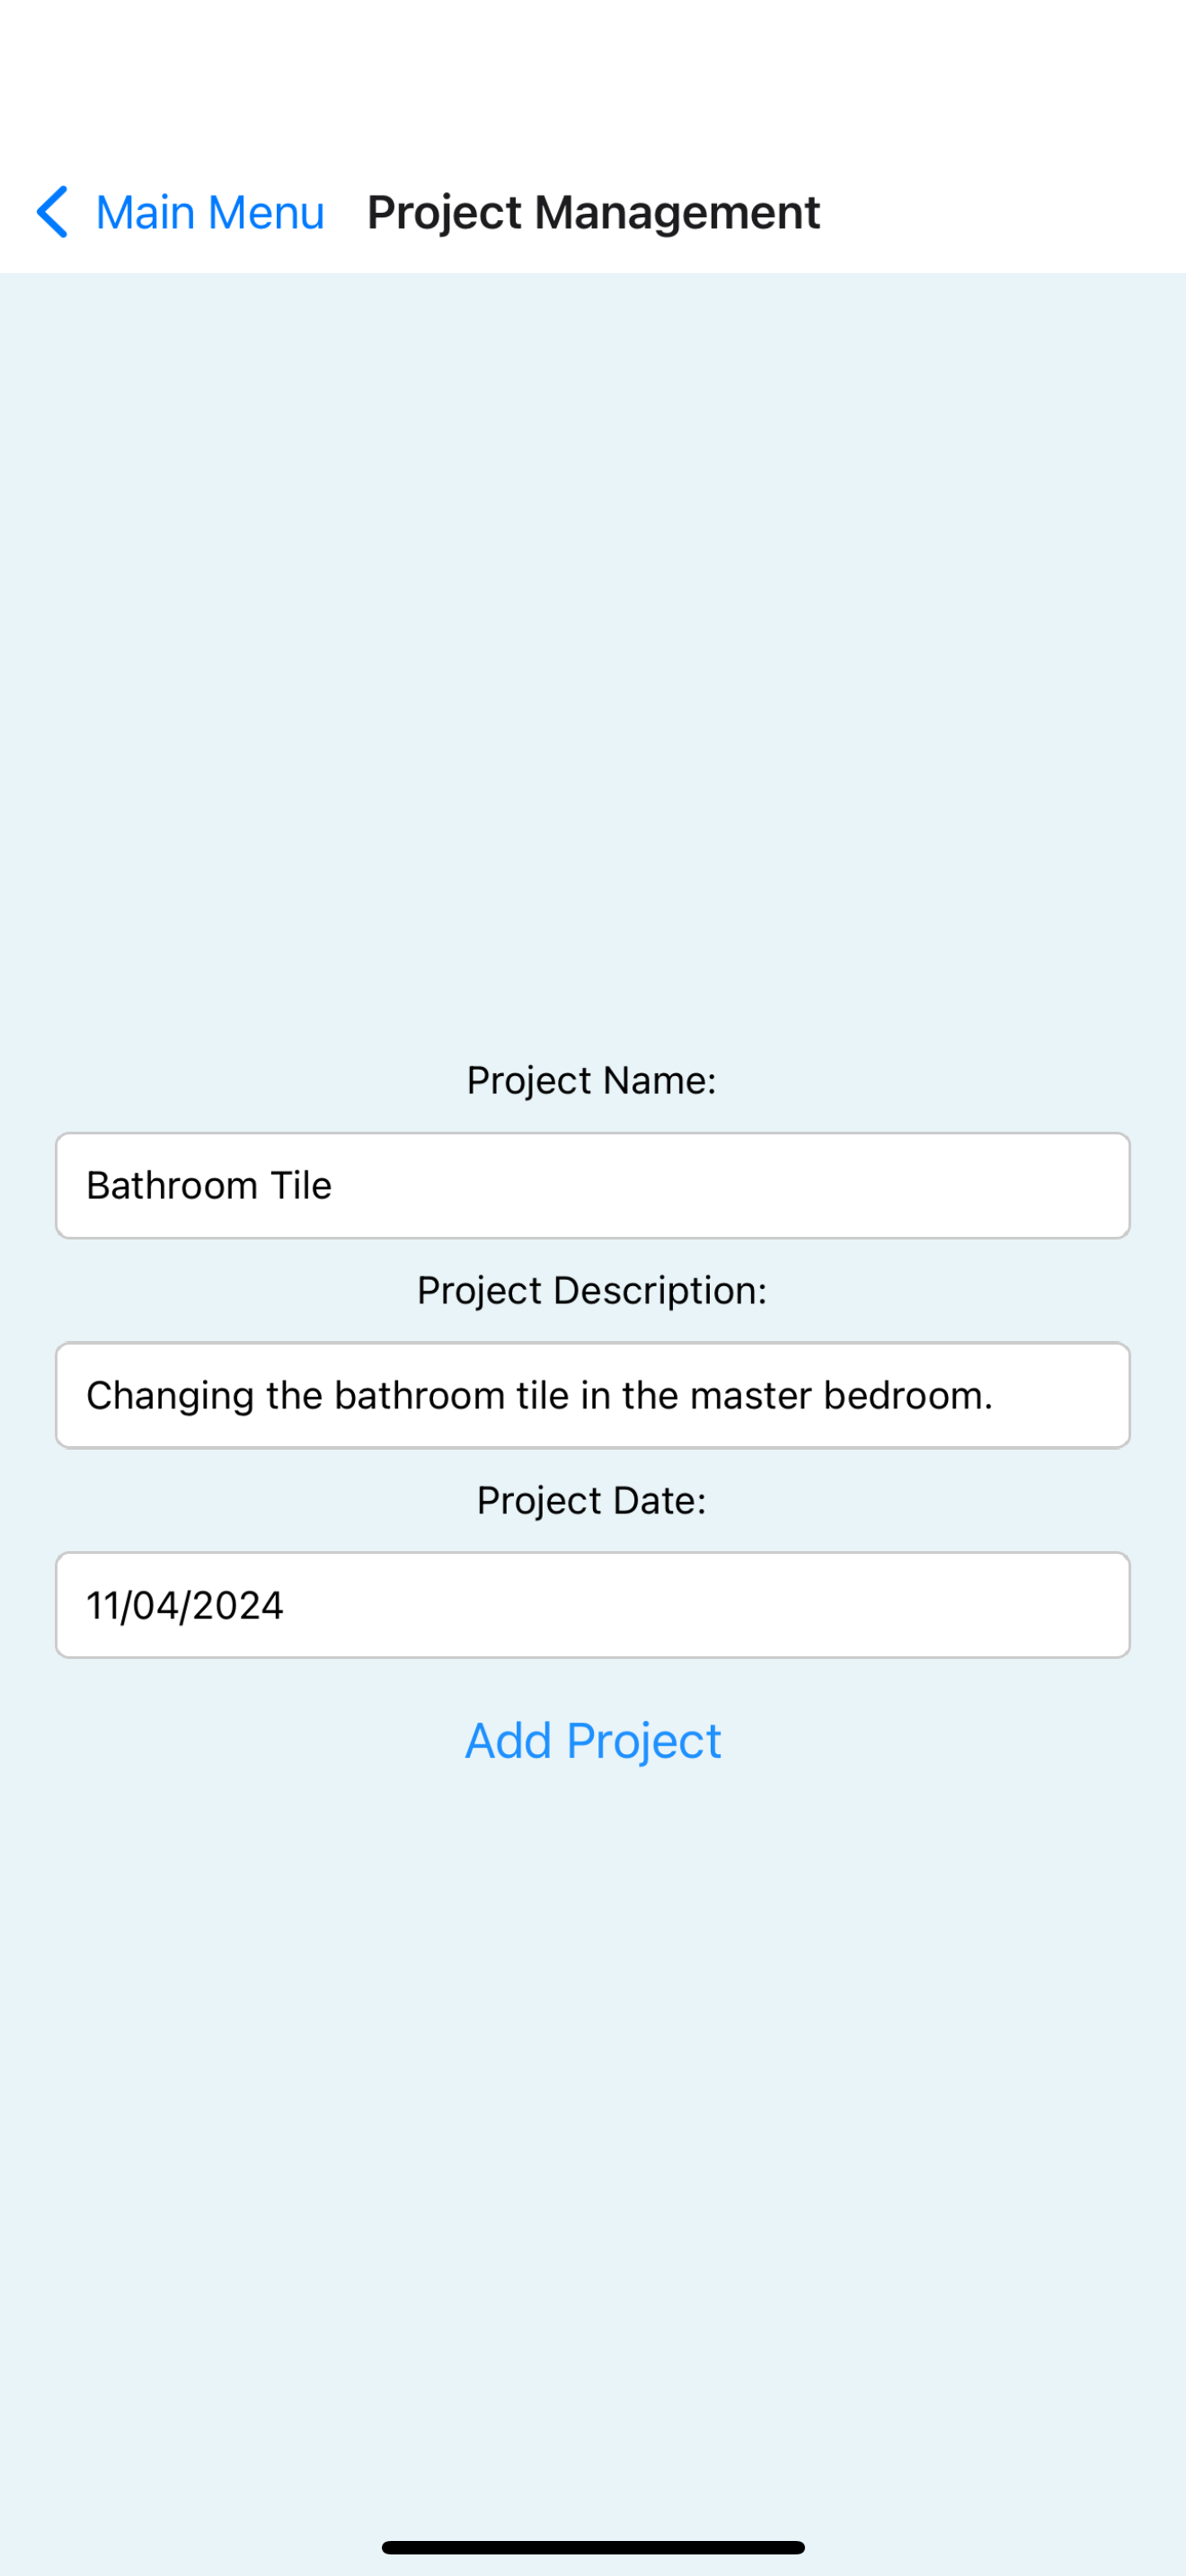 Main Menu Project Management
Project Name:
Bathroom Tile
Project Description:
Changing the bathroom tile in the master bedroom.
Project Date:
11/04/2024
Add Project